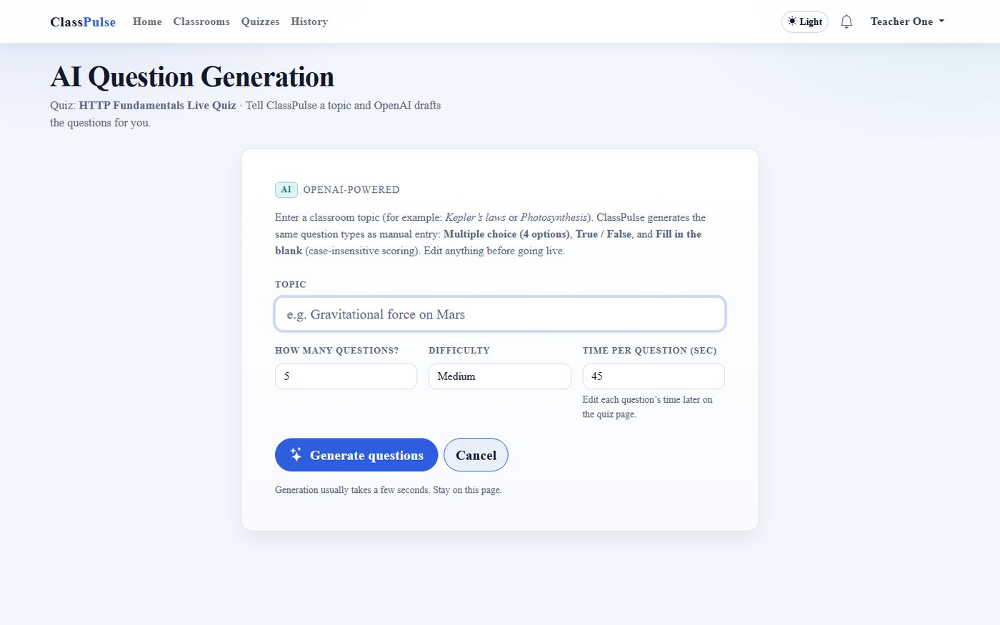 ClassPulse Home Classrooms Quizzes History Light Teacher One
AI Question Generation
Quiz: HTTP Fundamentals Live Quiz · Tell ClassPulse a topic and OpenAI drafts
the questions for you.
AI OPENAI-POWERED
Enter a classroom topic (for example: Kepler’s laws or Photosynthesis). ClassPulse generates the
same question types as manual entry: Multiple choice (4 options), True / False, and Fill in the
blank (case-insensitive scoring). Edit anything before going live.
TOPIC
e.g. Gravitational force on Mars
HOW MANY QUESTIONS? DIFFICULTY TIME PER QUESTION (SEC)
5 Medium 45
Edit each question’s time later on
the quiz page.
Generate questions Cancel
Generation usually takes a few seconds. Stay on this page.